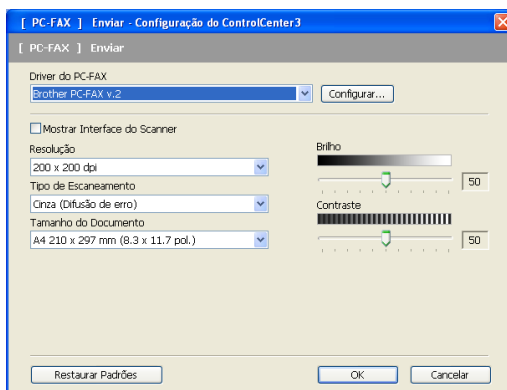 [ PC-FAX ] Enviar - Configuração do ControlCenter3
[ PC-FAX ] Enviar
Driver do PC-FAX
Brother PC-FAX v.2
Configurar...
Mostrar Interface do Scanner
Resolução
200 x 200 dpi
Tipo de Escaneamento
Cinza (Difusão de erro)
Tamanho do Documento
A4 210 x 297 mm (8.3 x 11.7 pol.)
Brilho
50
Contraste
50
Restaurar Padrões
OK
Cancelar